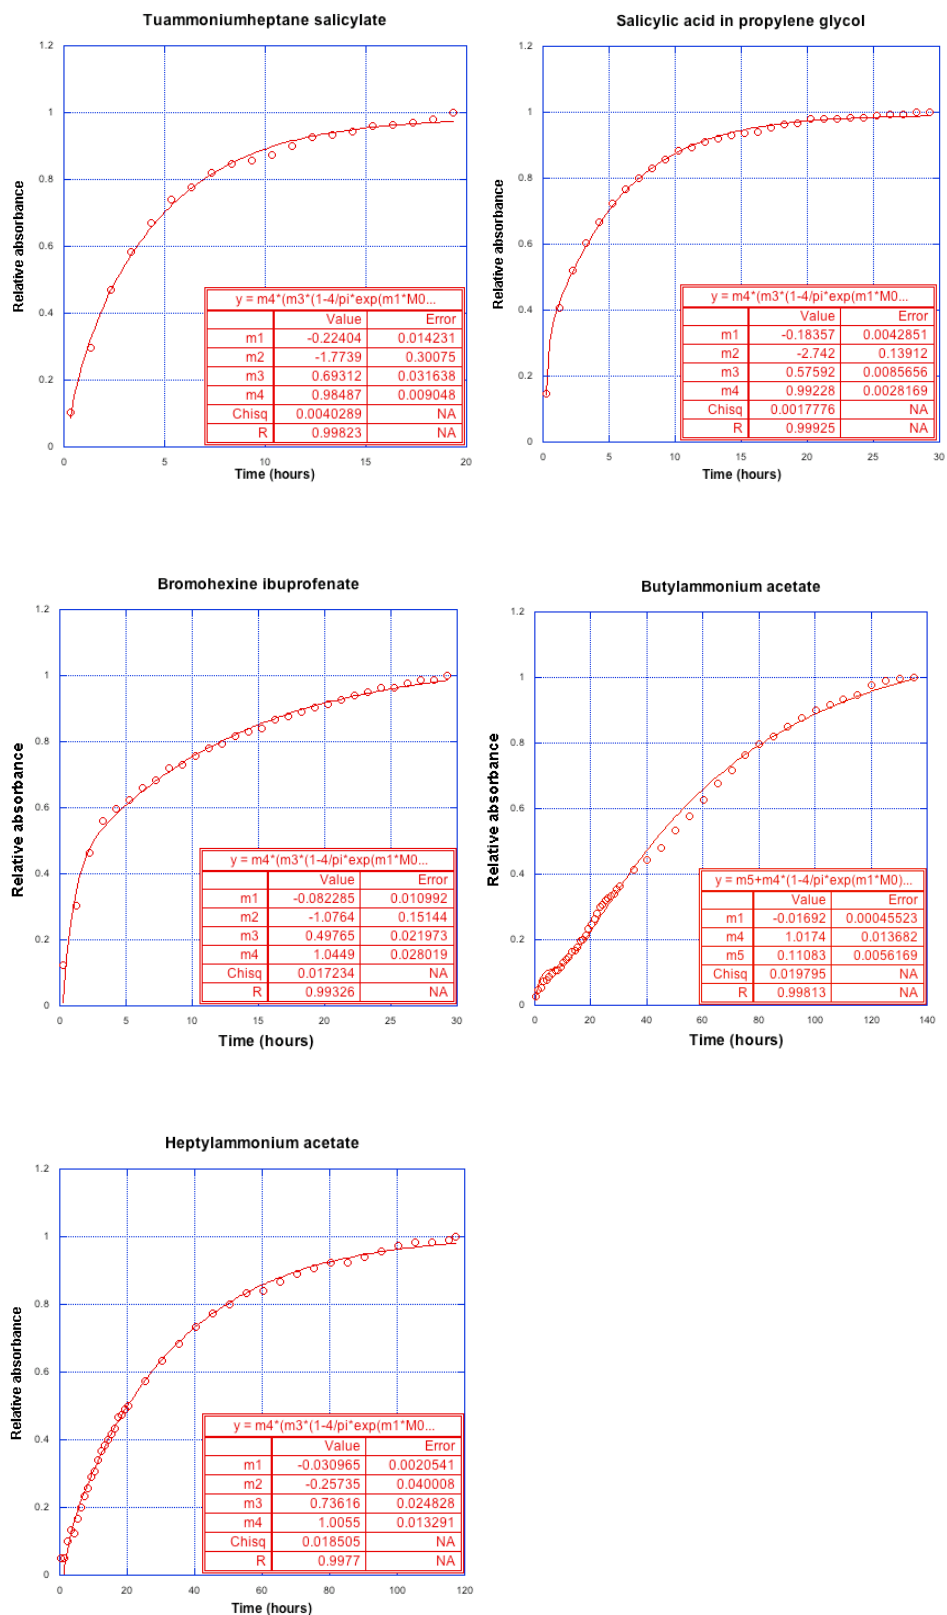 Tuammoniumheptane salicylate
1.2
1
0.8
0.6
0.4
0.2
0
Relative absorbance
y = m4*(m3*(1-4/pi*exp(m1*M0...
Value Error
m1 -0.22404 0.014231
m2 -1.7739 0.30075
m3 0.69312 0.031638
m4 0.98487 0.009048
Chisq 0.0040289 NA
R 0.99823 NA
0 5 10 15 20
Time (hours)
Salicylic acid in propylene glycol
1.2
1
0.8
0.6
0.4
0.2
0
Relative absorbance
y = m4*(m3*(1-4/pi*exp(m1*M0...
Value Error
m1 -0.18357 0.0042851
m2 -2.742 0.13912
m3 0.57592 0.0085656
m4 0.99228 0.0028169
Chisq 0.0017776 NA
R 0.99925 NA
0 5 10 15 20 25 30
Time (hours)
Bromohexine ibuprofenate
1.2
1
0.8
0.6
0.4
0.2
0
Relative absorbance
y = m4*(m3*(1-4/pi*exp(m1*M0...
Value Error
m1 -0.082285 0.010992
m2 -1.0764 0.15144
m3 0.49765 0.021973
m4 1.0449 0.028019
Chisq 0.017234 NA
R 0.99326 NA
0 5 10 15 20 25 30
Time (hours)
Butylammonium acetate
1.2
1
0.8
0.6
0.4
0.2
0
Relative absorbance
y = m5+m4*(1-4/pi*exp(m1*M0)...
Value Error
m1 -0.01692 0.00045523
m4 1.0174 0.013682
m5 0.11083 0.0056169
Chisq 0.019795 NA
R 0.99813 NA
0 20 40 60 80 100 120 140
Time (hours)
Heptylammonium acetate
1.2
1
0.8
0.6
0.4
0.2
0
Relative absorbance
y = m4*(m3*(1-4/pi*exp(m1*M0...
Value Error
m1 -0.030965 0.0020541
m2 -0.25735 0.040008
m3 0.73616 0.024828
m4 1.0055 0.013291
Chisq 0.018505 NA
R 0.9977 NA
0 20 40 60 80 100 120
Time (hours)